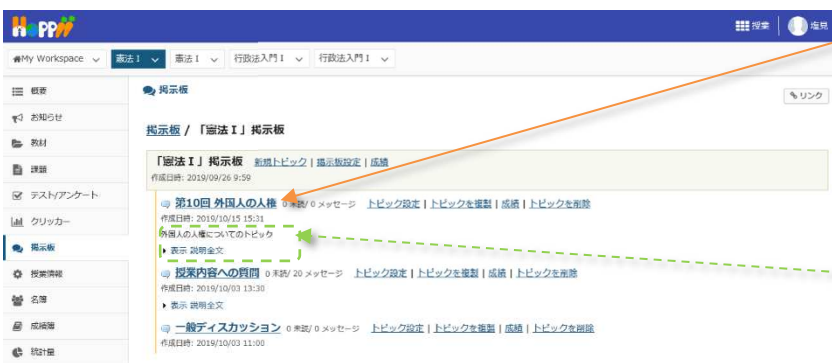 Hoppii
授業 塩見
My Workspace 憲法Ⅰ 憲法Ⅰ 行政法入門Ⅰ 行政法入門Ⅰ
概要
お知らせ
教材
課題
テスト/アンケート
クリッカー
掲示板
授業情報
名簿
成績簿
統計量
掲示板
リンク
掲示板 / 「憲法Ⅰ」掲示板
「憲法Ⅰ」掲示板 新規トピック | 掲示板設定 | 成績
作成日時: 2019/09/26 9:59
第10回 外国人の人権 0 未読/ 0 メッセージ トピック設定 | トピックを複製 | 成績 | トピックを削除
作成日時: 2019/10/15 15:31
外国人の人権についてのトピック
表示 説明全文
授業内容への質問 0 未読/ 20 メッセージ トピック設定 | トピックを複製 | 成績 | トピックを削除
作成日時: 2019/10/03 13:30
表示 説明全文
一般ディスカッション 0 未読/ 0 メッセージ トピック設定 | トピックを複製 | 成績 | トピックを削除
作成日時: 2019/10/03 11:00